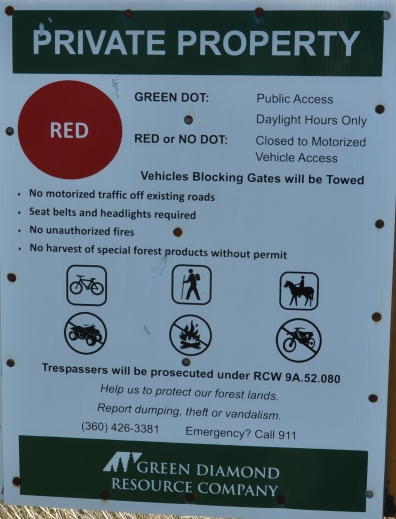 PRIVATE PROPERTY
RED
GREEN DOT: Public Access
Daylight Hours Only
RED or NO DOT: Closed to Motorized
Vehicle Access
Vehicles Blocking Gates will be Towed
• No motorized traffic off existing roads
• Seat belts and headlights required
• No unauthorized fires
• No harvest of special forest products without permit
Trespassers will be prosecuted under RCW 9A.52.080
Help us to protect our forest lands.
Report dumping, theft or vandalism.
(360) 426-3381 Emergency? Call 911
GREEN DIAMOND
RESOURCE COMPANY